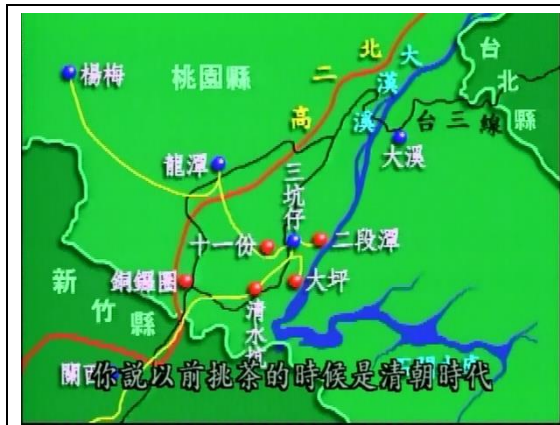 北二高
大漢溪
台北縣
桃園縣
楊梅
台三線
大溪
龍潭
三坑仔
十一份
二段潭
銅鑼圈
大坪
清水坑
新竹縣
關西
你說以前挑茶的時候是清朝時代